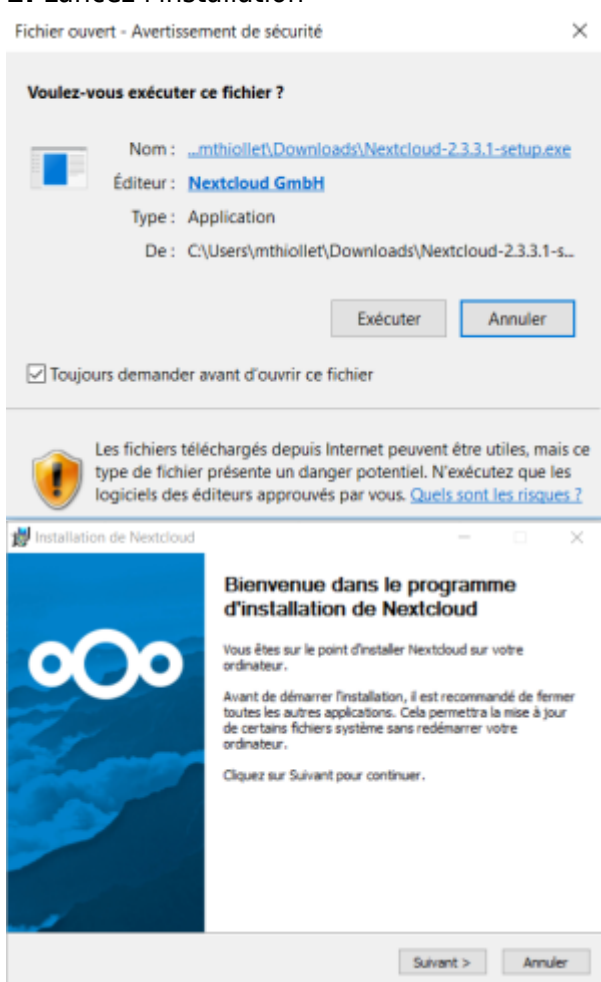 2. Lancez l'installation
Fichier ouvert - Avertissement de sécurité
Voulez-vous exécuter ce fichier ?
Nom : ...mthiollet\Downloads\Nextcloud-2.3.3.1-setup.exe
Éditeur : Nextcloud GmbH
Type : Application
De : C:\Users\mthiollet\Downloads\Nextcloud-2.3.3.1-s...
Exécuter Annuler
Toujours demander avant d'ouvrir ce fichier
Les fichiers téléchargés depuis Internet peuvent être utiles, mais ce
type de fichier présente un danger potentiel. N'exécutez que les
logiciels des éditeurs approuvés par vous. Quels sont les risques ?
Installation de Nextcloud
Bienvenue dans le programme
d'installation de Nextcloud
Vous êtes sur le point d'installer Nextcloud sur votre
ordinateur.
Avant de démarrer l'installation, il est recommandé de fermer
toutes les autres applications. Cela permettra la mise à jour
de certains fichiers système sans redémarrer votre
ordinateur.
Cliquez sur Suivant pour continuer.
Suivant > Annuler